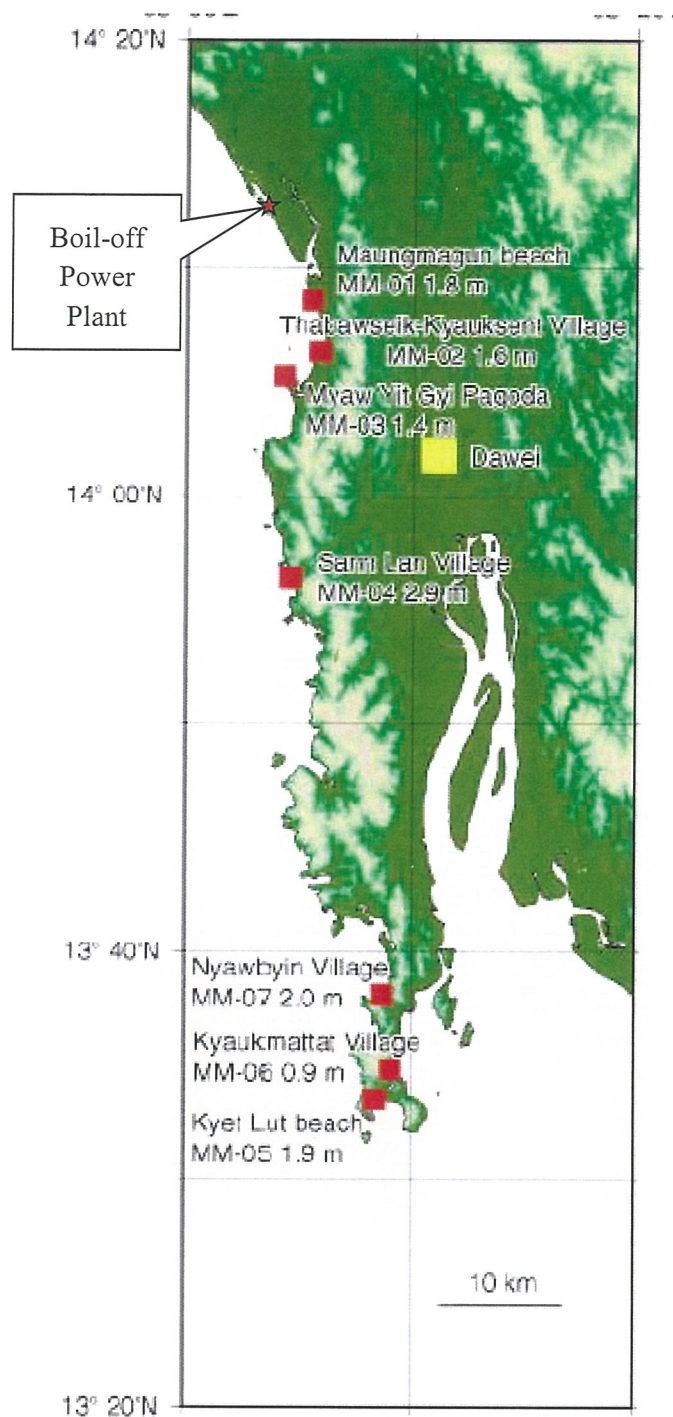 14° 20'N
Boil-off
Power
Plant
Maungmagun beach
MM-01 1.8 m
Thabawseik-Kyauksent Village
MM-02 1.6 m
Myaw Yit Gyi Pagoda
MM-03 1.4 m
Dawei
14° 00'N
Sann Lan Village
MM-04 2.9 m
13° 40'N
Nyawbyin Village
MM-07 2.0 m
Kyaukmattat Village
MM-06 0.9 m
Kyet Lut beach
MM-05 1.9 m
10 km
13° 20'N